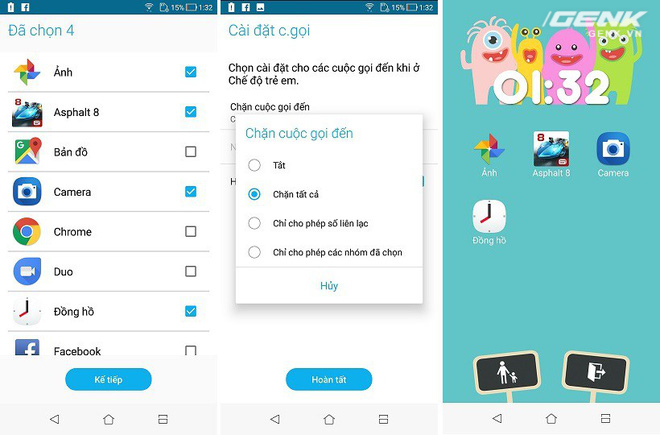 15% 1:32
Đã chọn 4
Ảnh
Asphalt 8
Bản đồ
Camera
Chrome
Duo
Đồng hồ
Facebook
Kế tiếp
15% 1:32
Cài đặt c.gọi
Chọn cài đặt cho các cuộc gọi đến khi ở
Chế độ trẻ em.
Chặn cuộc gọi đến
C
N
H
Chặn cuộc gọi đến
Tắt
Chặn tất cả
Chỉ cho phép số liên lạc
Chỉ cho phép các nhóm đã chọn
Hủy
Hoàn tất
15% 1:32
GENK
GENK.VN
01:32
8
Ảnh
Asphalt 8
Camera
Đồng hồ